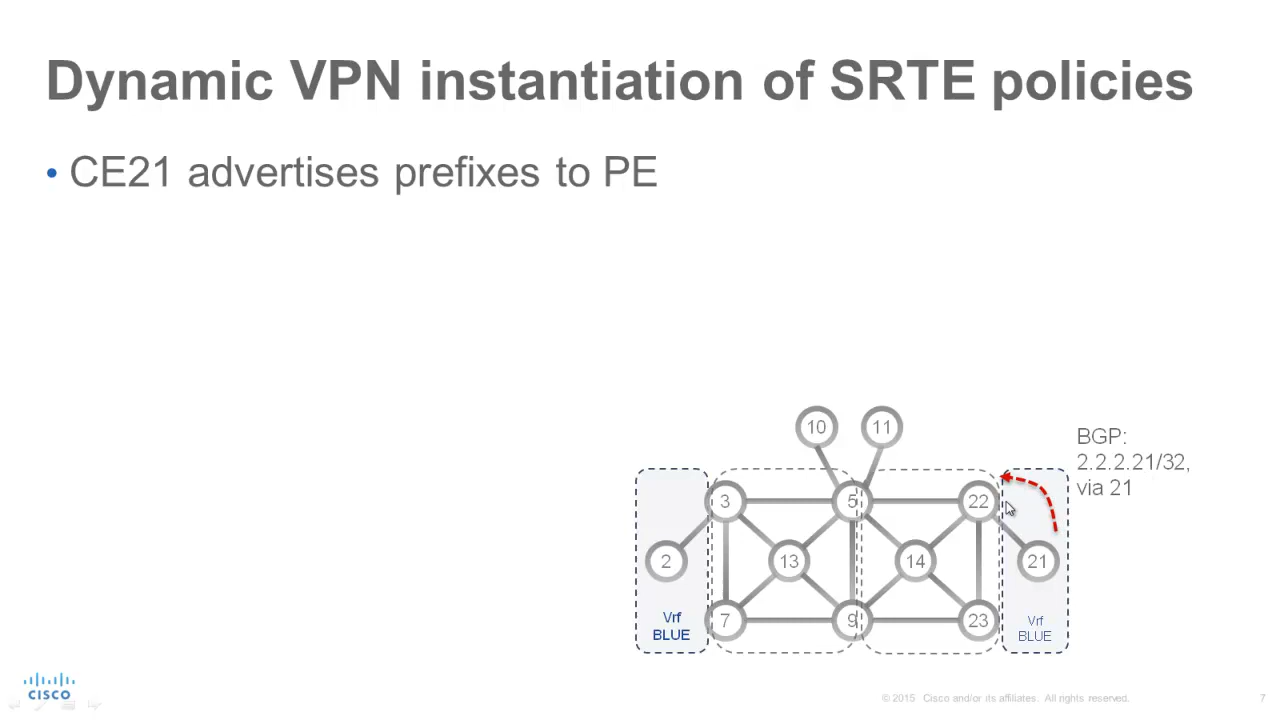 Dynamic VPN instantiation of SRTE policies
• CE21 advertises prefixes to PE
10
11
BGP:
2.2.2.21/32,
via 21
3
5
22
2
13
14
21
7
9
23
Vrf
BLUE
Vrf
BLUE
CISCO
© 2015 Cisco and/or its affiliates. All rights reserved.
7